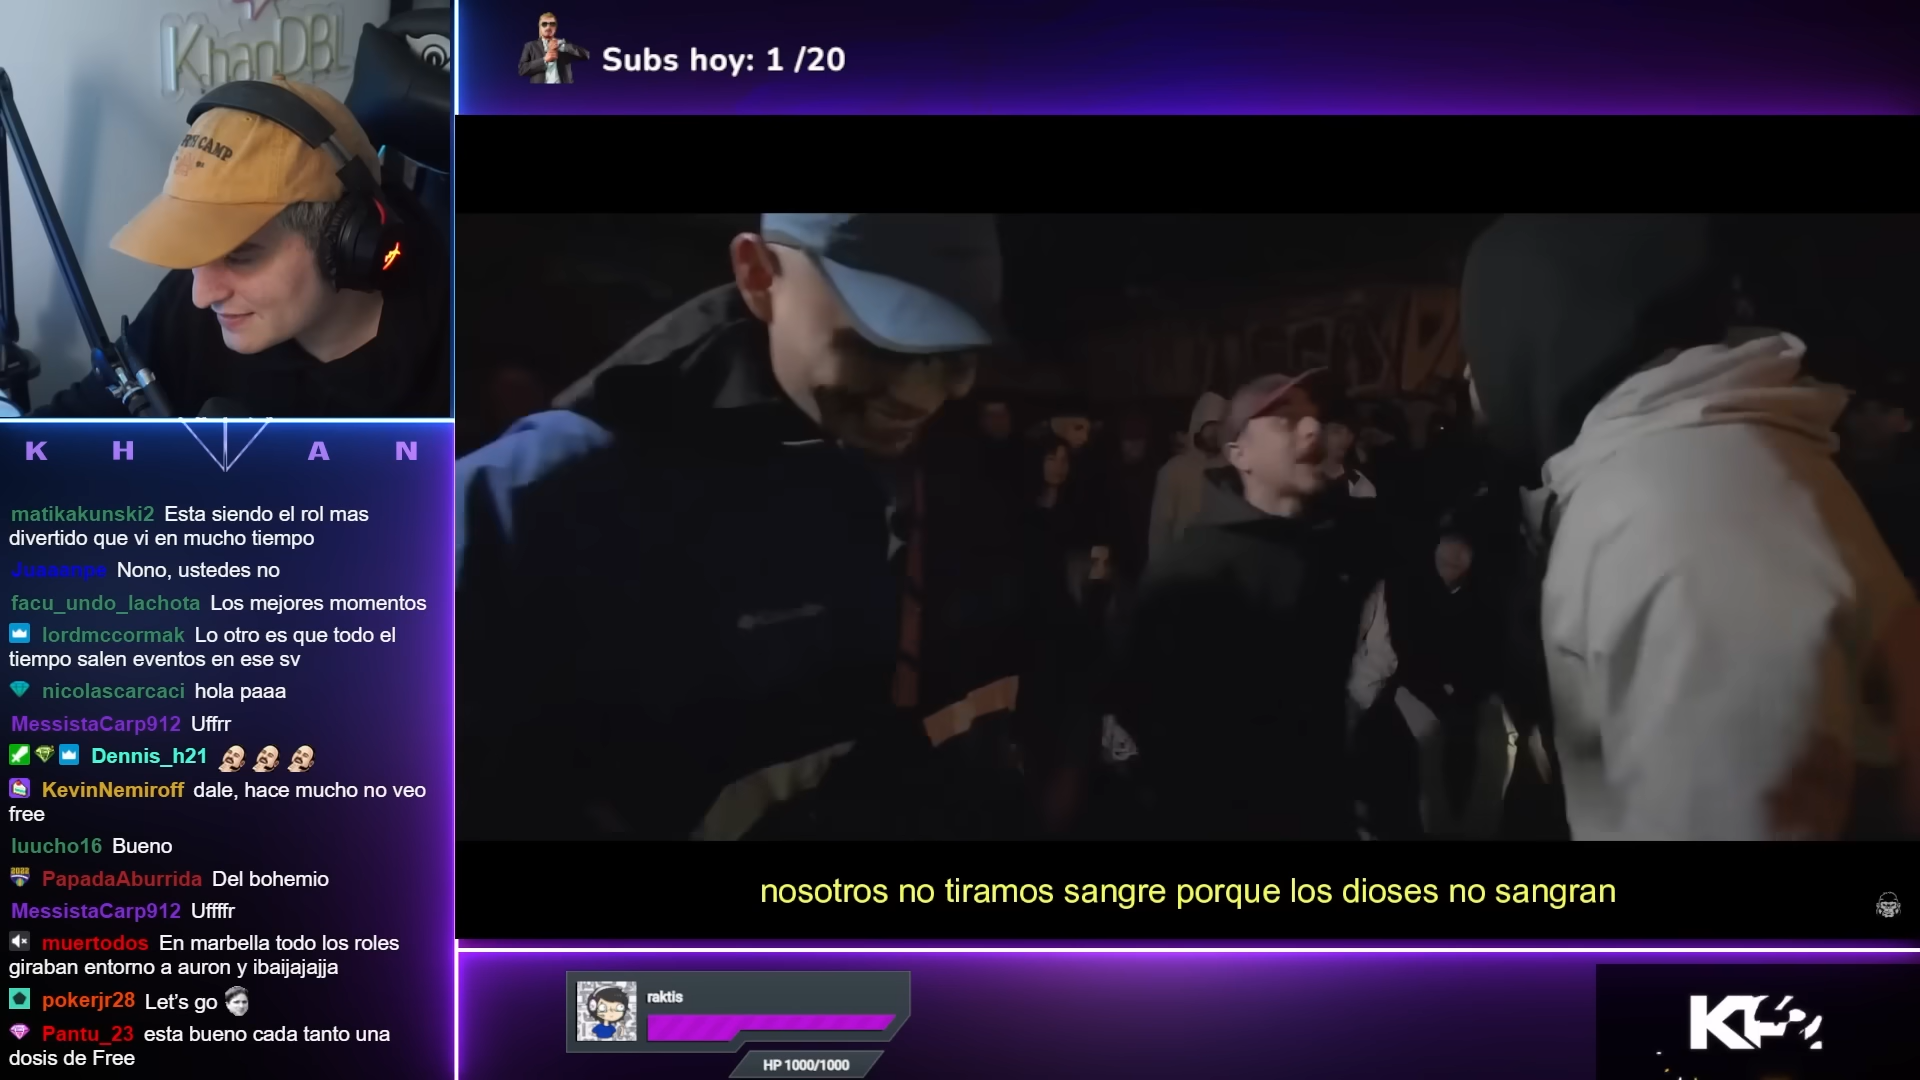 KhanDBL
CAMP
Subs hoy: 1 /20
K H A N
matikakunski2 Esta siendo el rol mas
divertido que vi en mucho tiempo
Juaaanpe Nono, ustedes no
facu_undo_lachota Los mejores momentos
lordmccormak Lo otro es que todo el
tiempo salen eventos en ese sv
nicolascarcaci hola paaa
MessistaCarp912 Uffrr
Dennis_h21
KevinNemiroff dale, hace mucho no veo
free
luucho16 Bueno
PapadaAburrida Del bohemio
MessistaCarp912 Uffffr
muertodos En marbella todo los roles
giraban entorno a auron y ibaijajajja
pokerjr28 Let's go
Pantu_23 esta bueno cada tanto una
dosis de Free
nosotros no tiramos sangre porque los dioses no sangran
raktis
HP 1000/1000